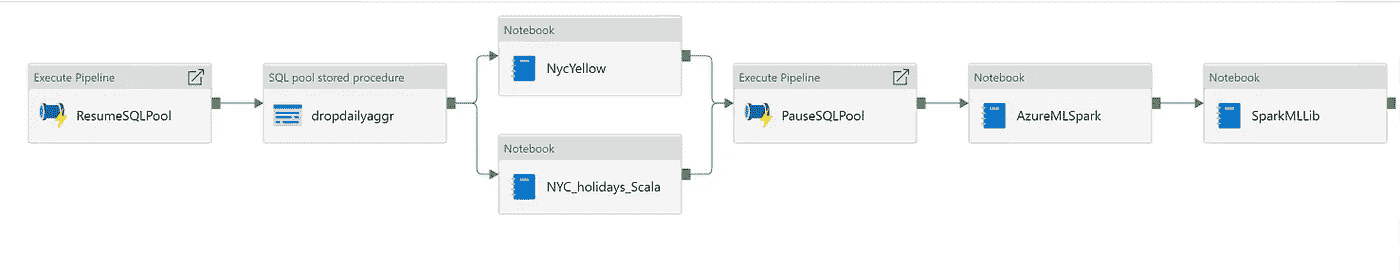 Execute Pipeline
ResumeSQLPool
SQL pool stored procedure
dropdailyaggr
Notebook
NycYellow
Notebook
NYC_holidays_Scala
Execute Pipeline
PauseSQLPool
Notebook
AzureMLSpark
Notebook
SparkMLLib